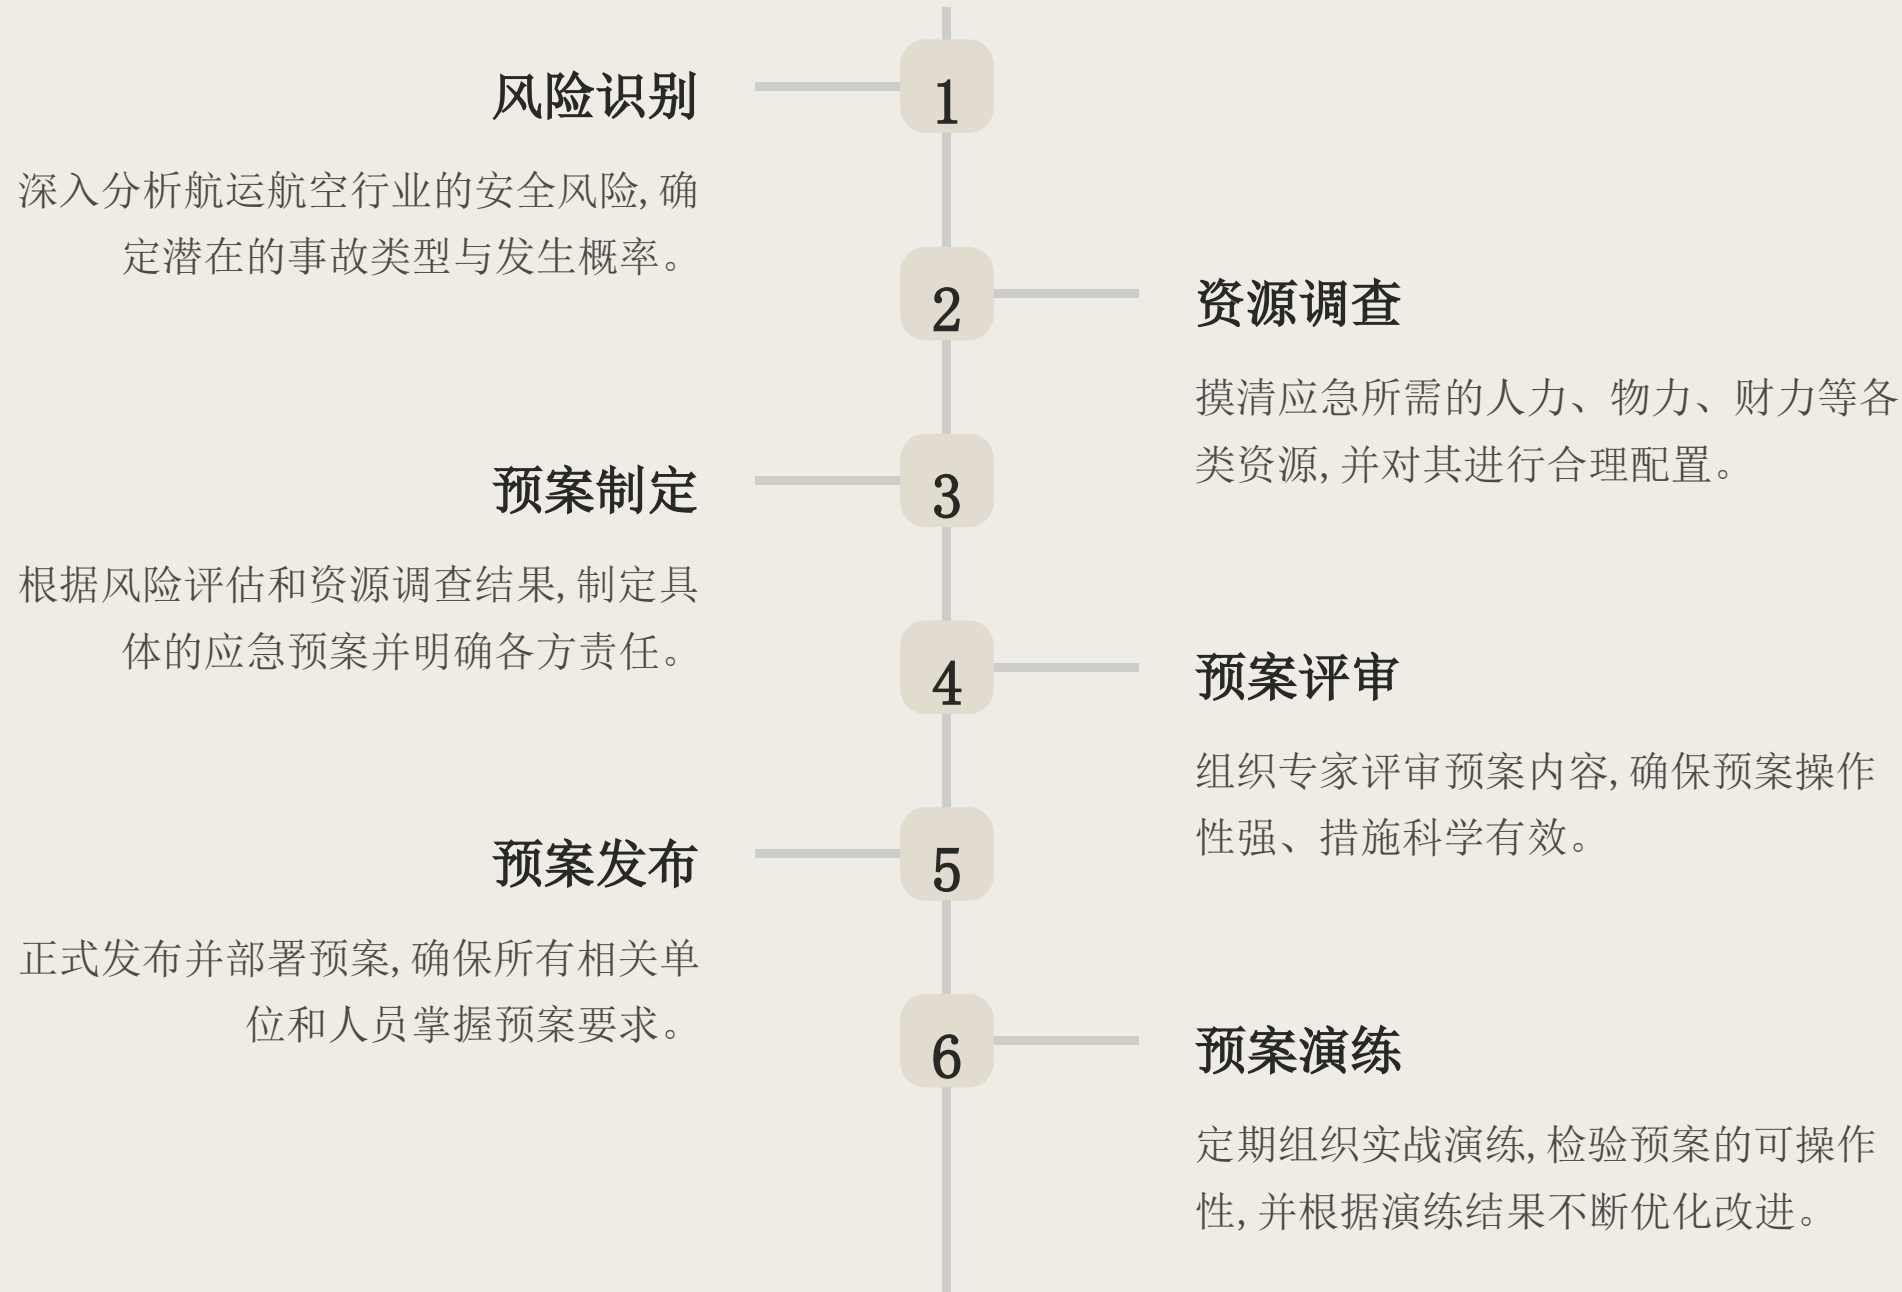 1
风险识别
深入分析航运航空行业的安全风险,确
定潜在的事故类型与发生概率。
2
资源调查
摸清应急所需的人力、物力、财力等各
类资源,并对其进行合理配置。
3
预案制定
根据风险评估和资源调查结果,制定具
体的应急预案并明确各方责任。
4
预案评审
组织专家评审预案内容,确保预案操作
性强、措施科学有效。
5
预案发布
正式发布并部署预案,确保所有相关单
位和人员掌握预案要求。
6
预案演练
定期组织实战演练,检验预案的可操作
性,并根据演练结果不断优化改进。